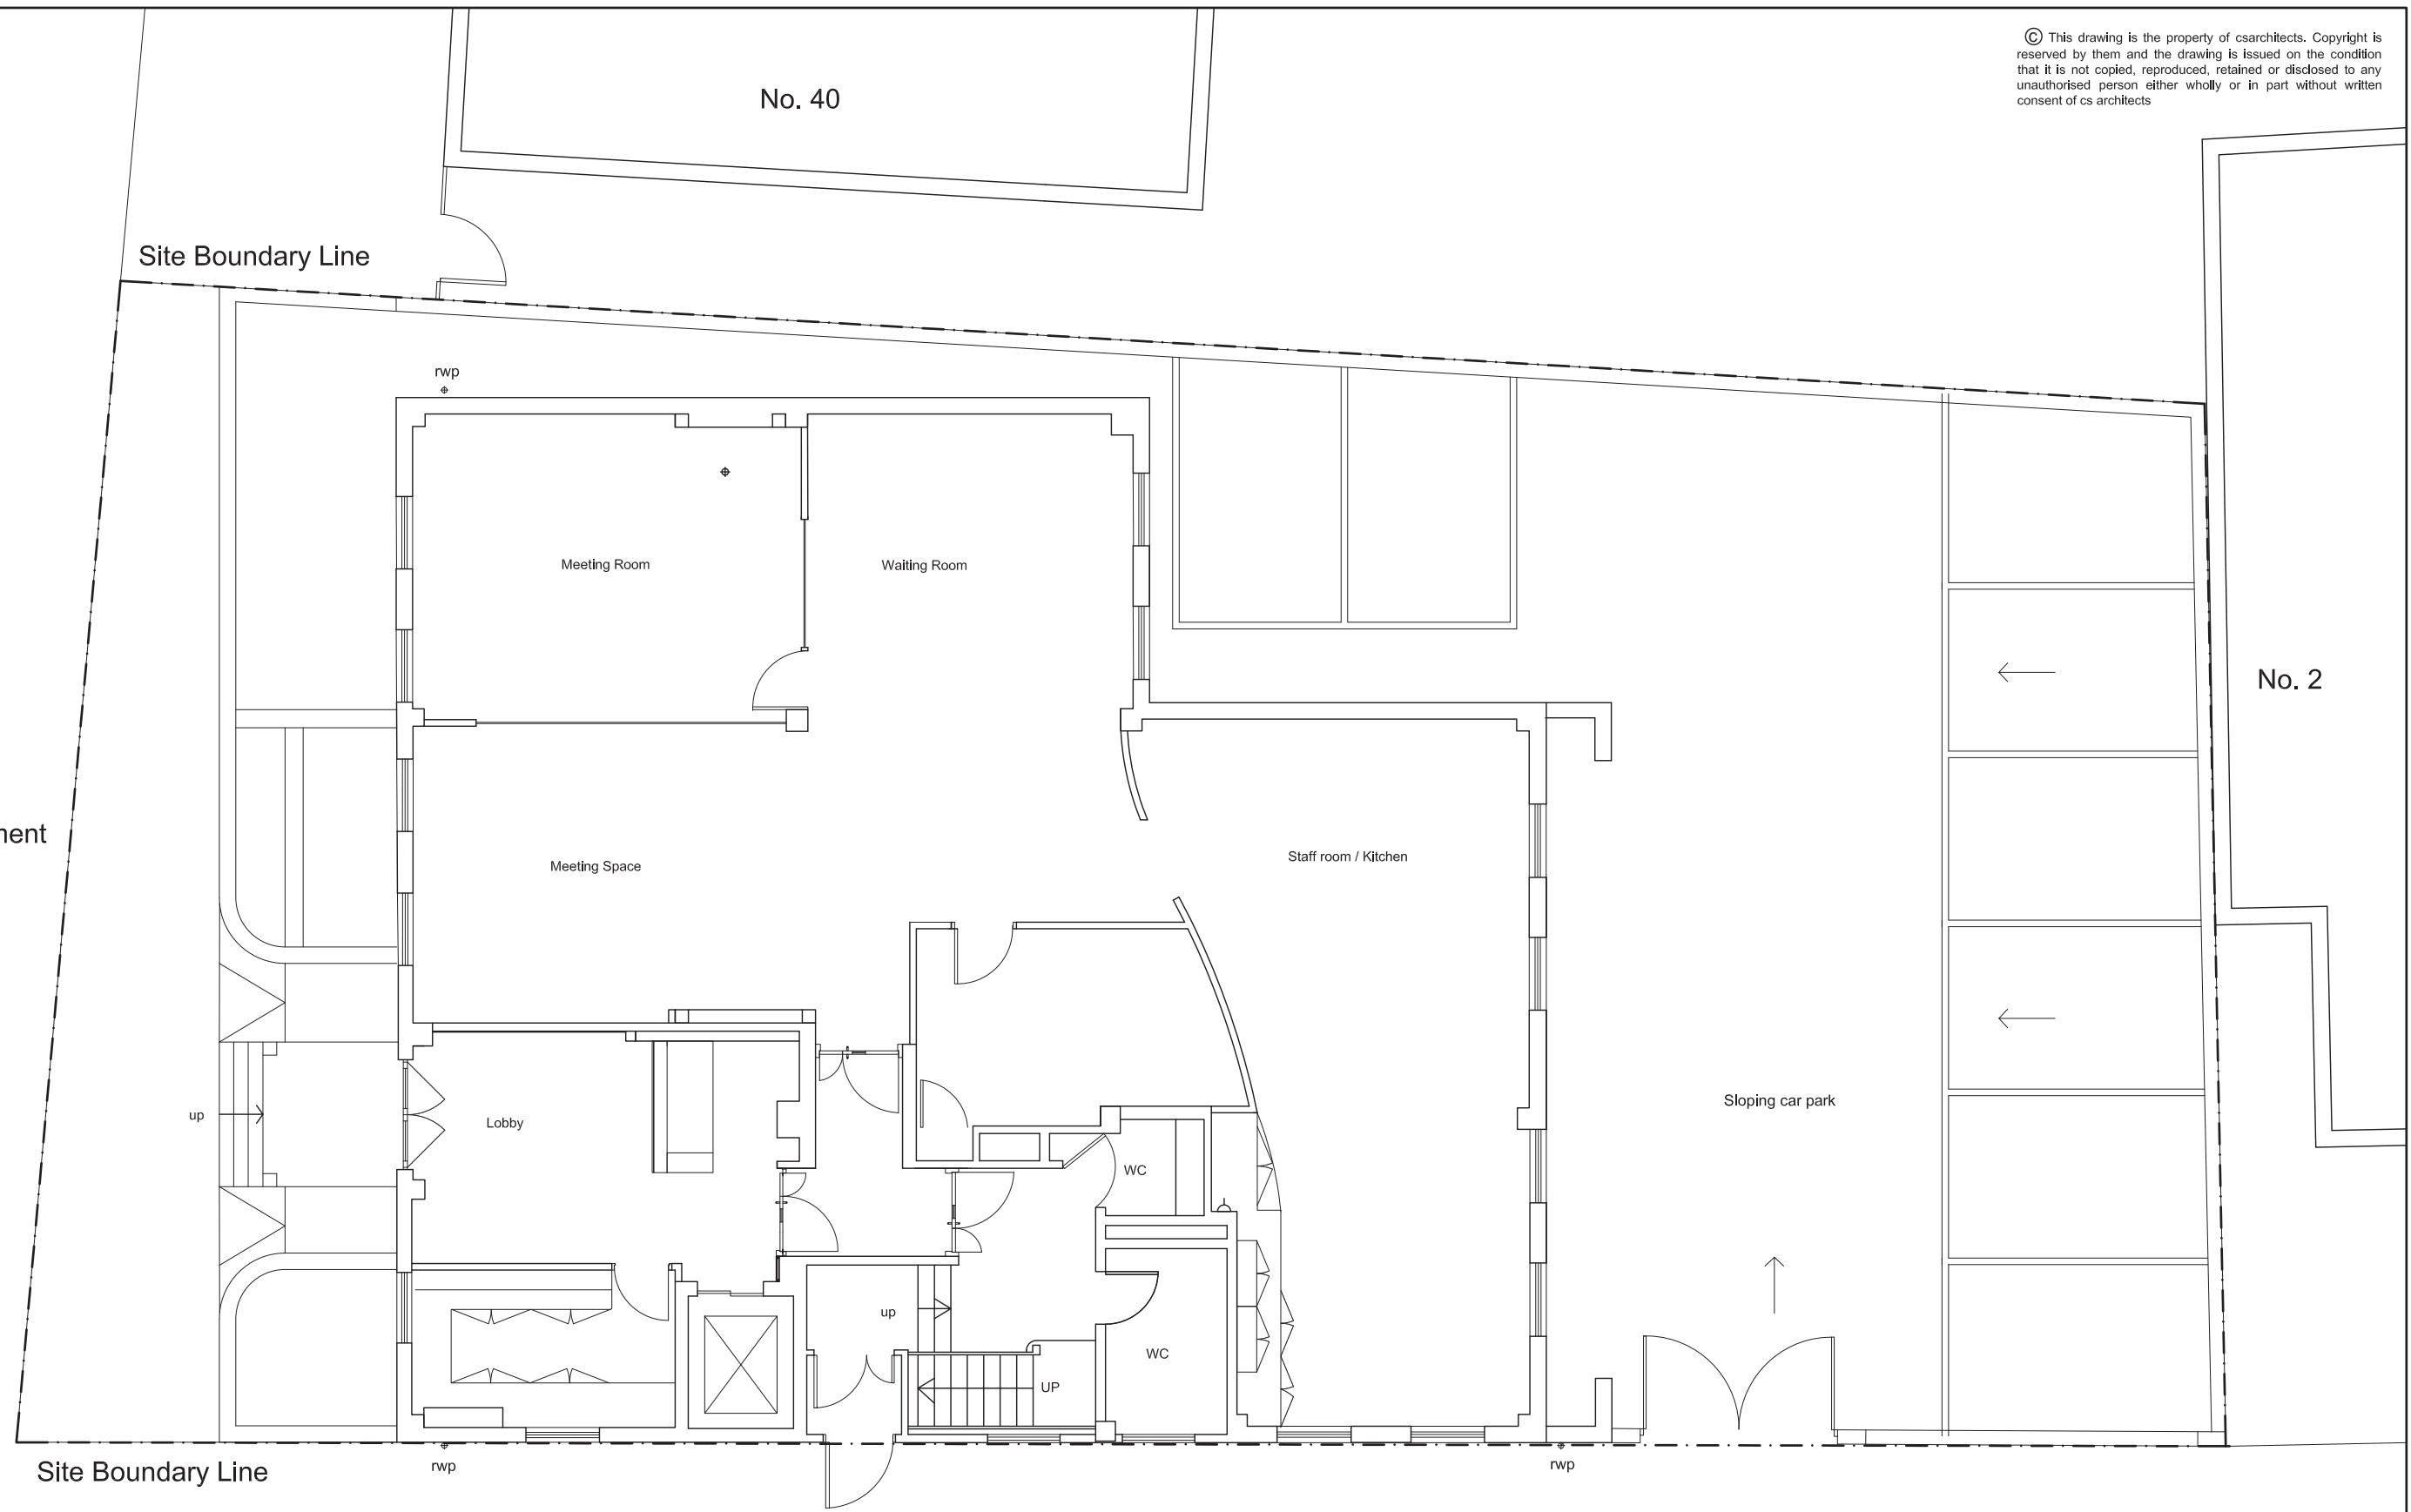 © This drawing is the property of csarchitects. Copyright is
reserved by them and the drawing is issued on the condition
that it is not copied, reproduced, retained or disclosed to any
unauthorised person either wholly or in part without written
consent of cs architects
No. 40
Site Boundary Line
rwp
Meeting Room
Waiting Room
No. 2
nent
Meeting Space
Staff room / Kitchen
Sloping car park
up
Lobby
WC
up
WC
UP
rwp
rwp
Site Boundary Line